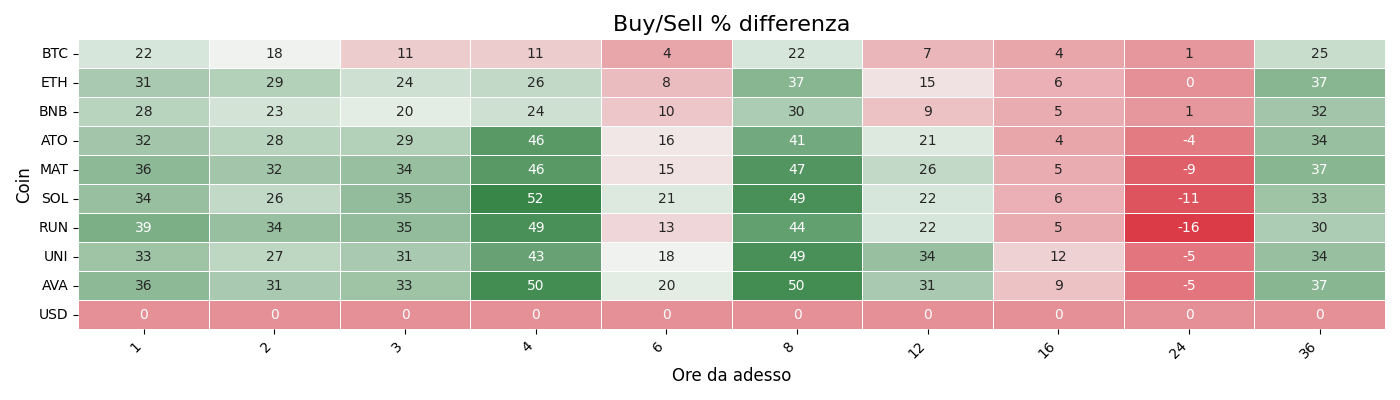 Buy/Sell % differenza
Coin
BTC 22 18 11 11 4 22 7 4 1 25
ETH 31 29 24 26 8 37 15 6 0 37
BNB 28 23 20 24 10 30 9 5 1 32
ATO 32 28 29 46 16 41 21 4 -4 34
MAT 36 32 34 46 15 47 26 5 -9 37
SOL 34 26 35 52 21 49 22 6 -11 33
RUN 39 34 35 49 13 44 22 5 -16 30
UNI 33 27 31 43 18 49 34 12 -5 34
AVA 36 31 33 50 20 50 31 9 -5 37
USD 0 0 0 0 0 0 0 0 0 0
1 2 3 4 6 8 12 16 24 36
Ore da adesso